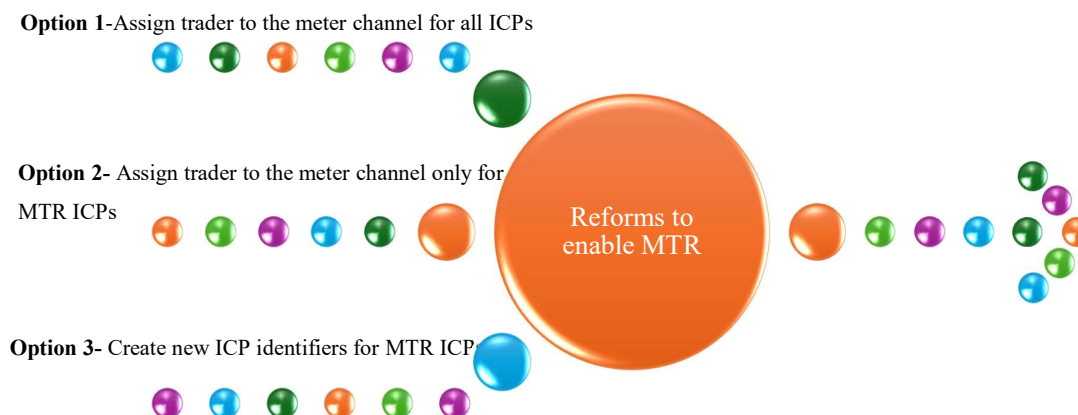 Option 1-Assign trader to the meter channel for all ICPs
Option 2- Assign trader to the meter channel only for
MTR ICPs
Reforms to
enable MTR
Option 3- Create new ICP identifiers for MTR ICPs